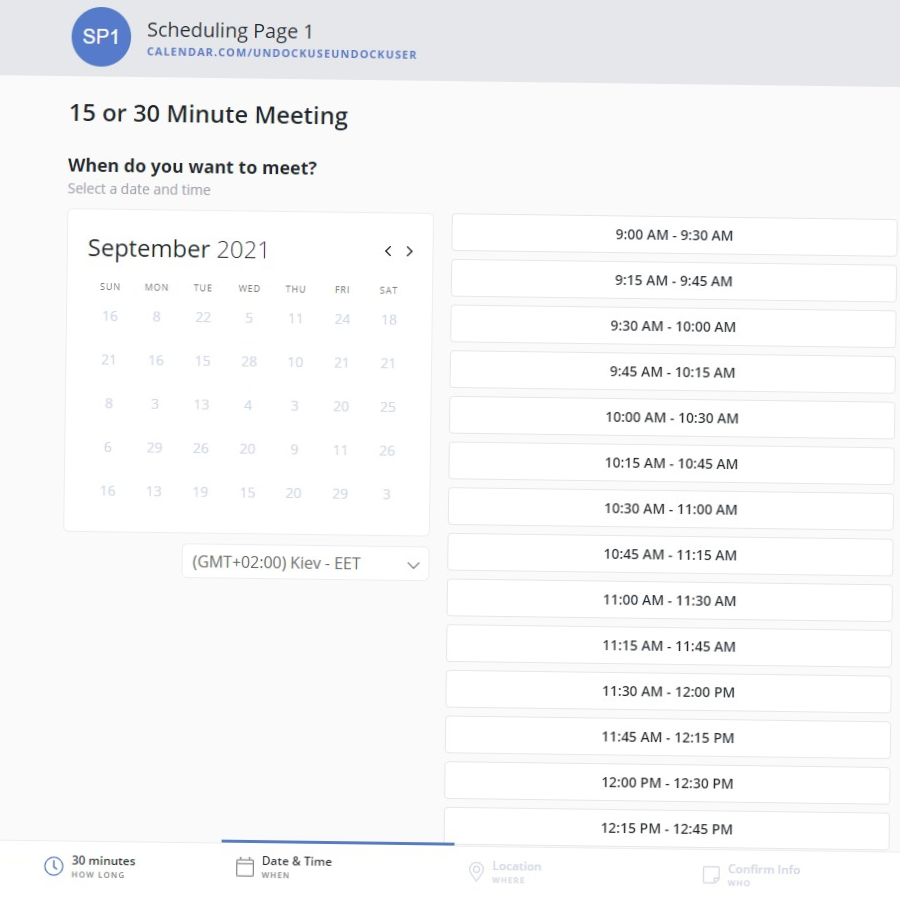 SP1
Scheduling Page 1
CALENDAR.COM/UNDOCKUSEUNDOCKUSER
15 or 30 Minute Meeting
When do you want to meet?
Select a date and time
September 2021
SUN MON TUE WED THU FRI SAT
16 8 22 5 11 24 18
21 16 15 28 10 21 21
8 3 13 4 3 20 25
6 29 26 20 9 11 26
16 13 19 15 20 29 3
(GMT+02:00) Kiev - EET
9:00 AM - 9:30 AM
9:15 AM - 9:45 AM
9:30 AM - 10:00 AM
9:45 AM - 10:15 AM
10:00 AM - 10:30 AM
10:15 AM - 10:45 AM
10:30 AM - 11:00 AM
10:45 AM - 11:15 AM
11:00 AM - 11:30 AM
11:15 AM - 11:45 AM
11:30 AM - 12:00 PM
11:45 AM - 12:15 PM
12:00 PM - 12:30 PM
12:15 PM - 12:45 PM
30 minutes
HOW LONG
Date & Time
WHEN
Location
WHERE
Confirm Info
WHO